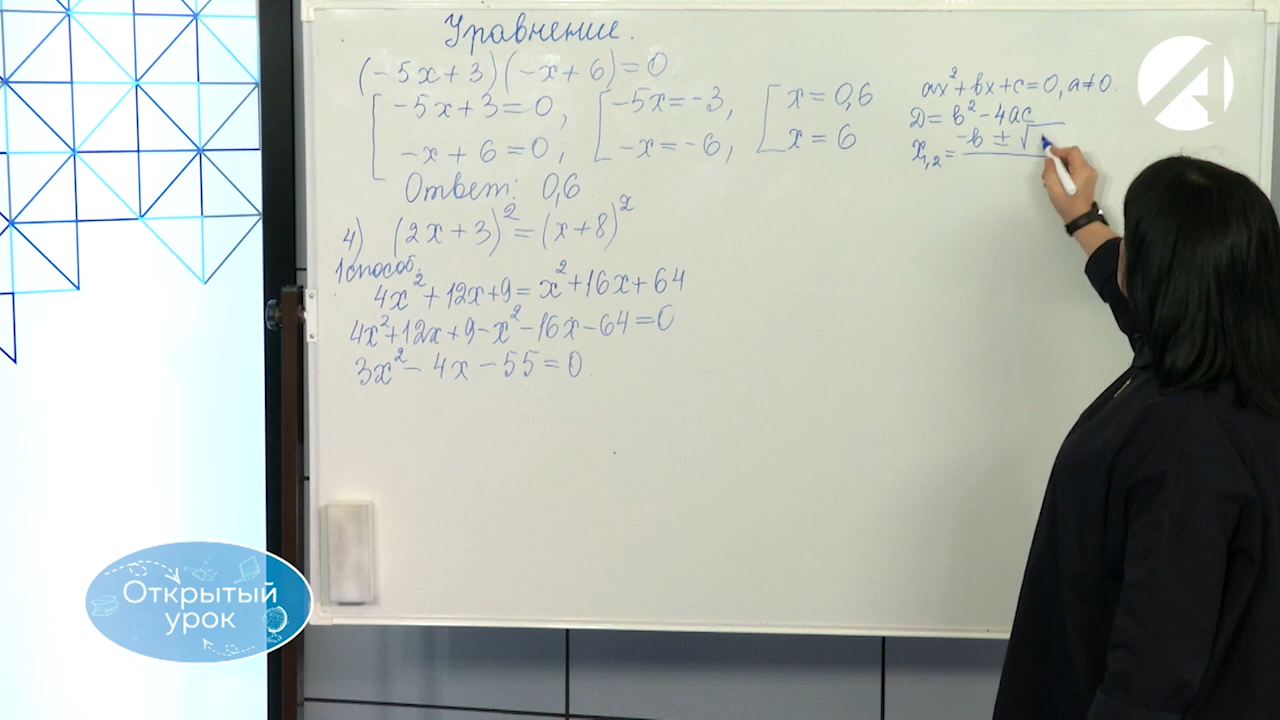 Уравнение.
(-5x+3)(-x+6)=0
[-5x+3=0, [-5x=-3, [x=0,6
-x+6=0; -x=-6, x=6
Ответ: 0,6
4) (2x+3)²=(x+8)²
1 способ.
4x²+12x+9=x²+16x+64
4x²+12x+9-x²-16x-64=0
3x²-4x-55=0
ax²+bx+c=0, a≠0.
D=b²-4ac
x₁,₂=-b±√
Открытый
урок